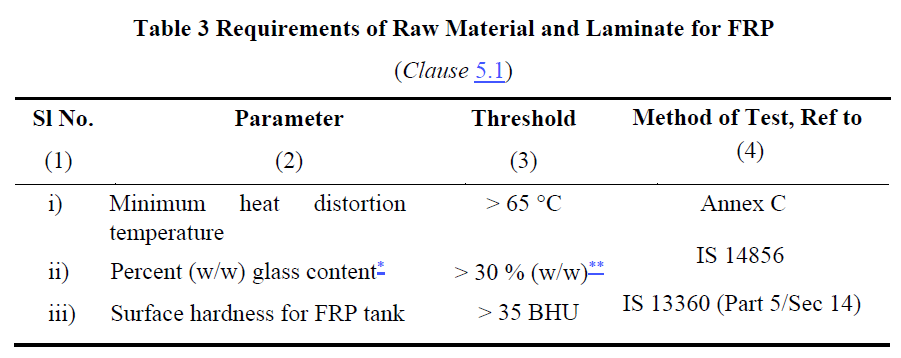 Table 3 Requirements of Raw Material and Laminate for FRP
(Clause 5.1)
Sl No. Parameter Threshold Method of Test, Ref to
(1) (2) (3) (4)
i) Minimum heat distortion temperature > 65 °C Annex C
ii) Percent (w/w) glass content* > 30 % (w/w)** IS 14856
iii) Surface hardness for FRP tank > 35 BHU IS 13360 (Part 5/Sec 14)